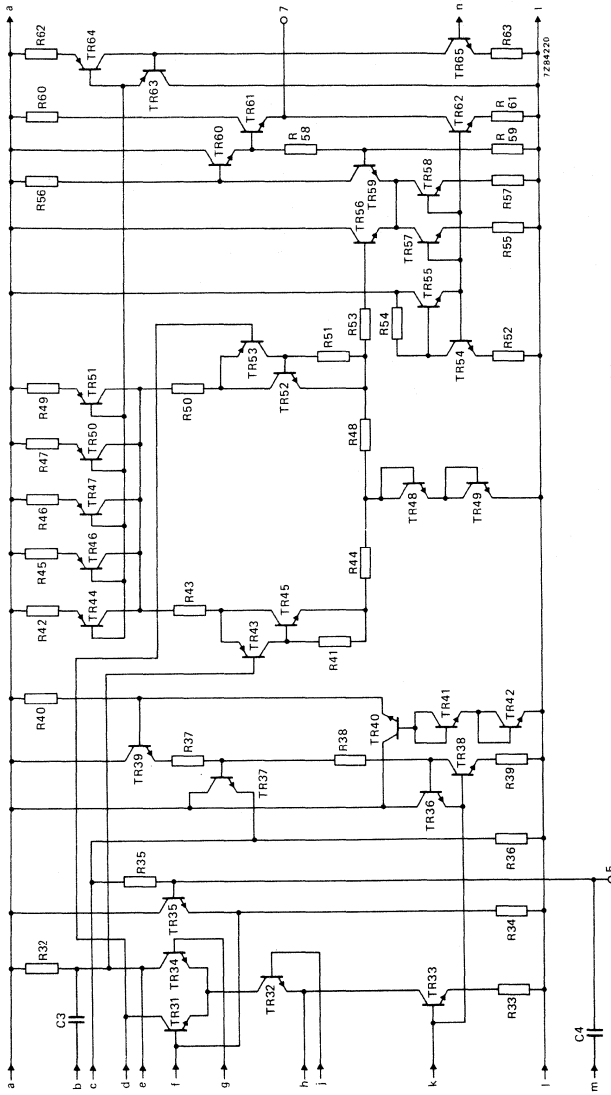 a
R32
R40
R42
R45
R46
R47
R49
R56
R60
R62
a
C3
b
c
d
e
f
g
h
j
k
l
m
TR44
TR46
TR47
TR50
TR51
TR64
TR63
TR60
TR61
7
R35
TR39
R37
R43
R50
TR31
TR34
TR35
TR37
TR43
TR45
TR53
TR52
R51
R41
R58
R53
TR56
TR59
TR32
R38
TR40
R44
R48
R54
TR55
TR57
TR58
TR62
TR65
n
TR33
TR36
TR38
TR41
TR42
TR48
TR49
TR54
R33
R34
R36
R39
R52
R55
R57
R59
R61
R63
l
7Z84220
C4
5